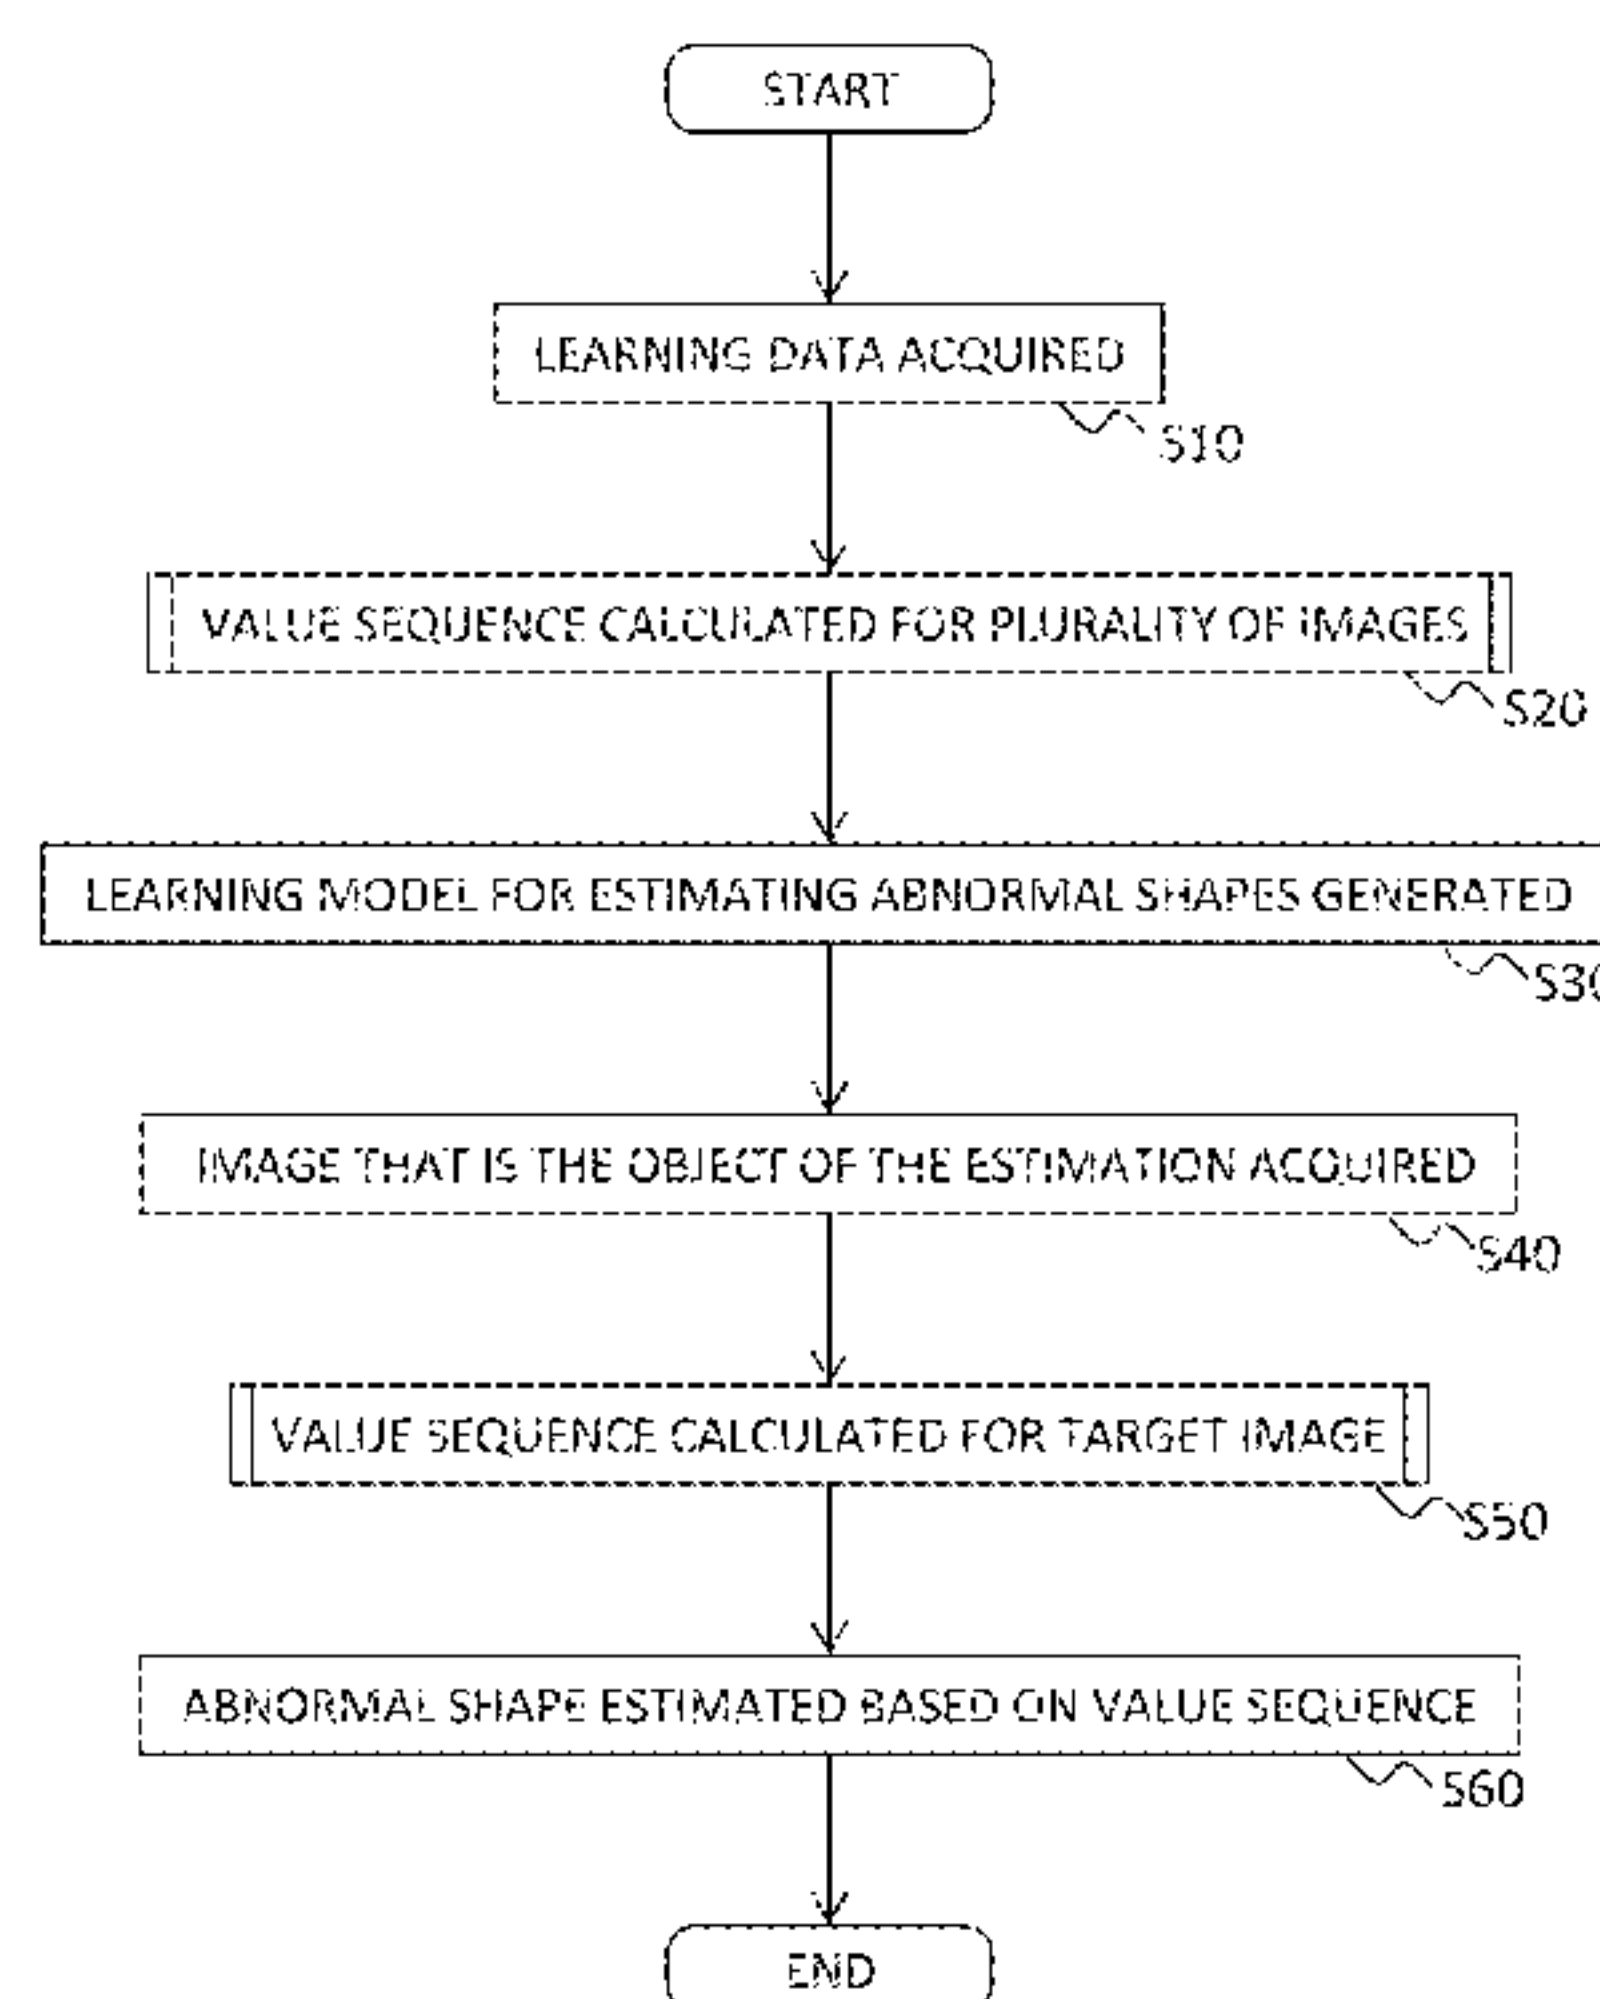 START
LEARNING DATA ACQUIRED
S10
VALUE SEQUENCE CALCULATED FOR PLURALITY OF IMAGES
S20
LEARNING MODEL FOR ESTIMATING ABNORMAL SHAPES GENERATED
S30
IMAGE THAT IS THE OBJECT OF THE ESTIMATION ACQUIRED
S40
VALUE SEQUENCE CALCULATED FOR TARGET IMAGE
S50
ABNORMAL SHAPE ESTIMATED BASED ON VALUE SEQUENCE
S60
END